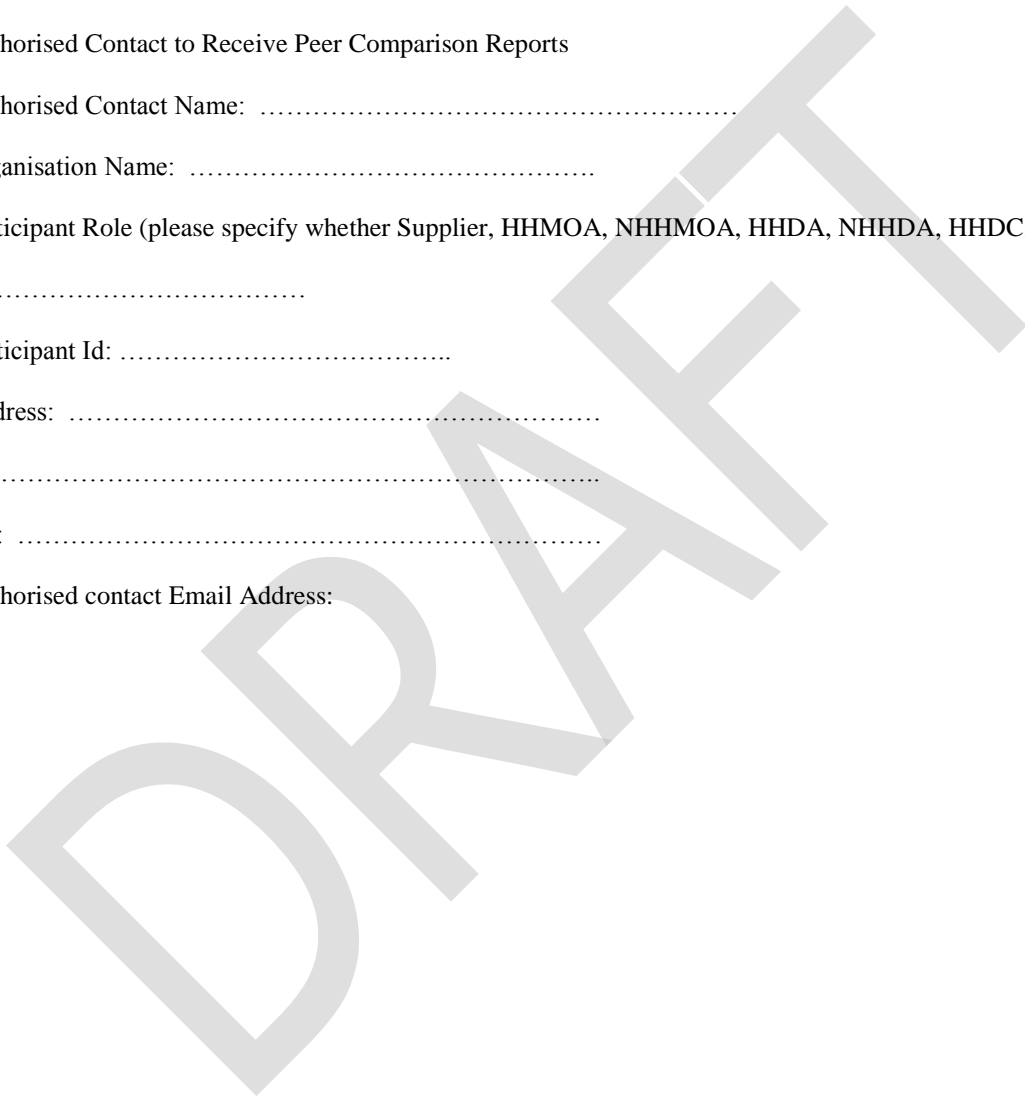 horised Contact to Receive Peer Comparison Reports
horised Contact Name: ……………………………………………….
ganisation Name: ……………………………………….
ticipant Role (please specify whether Supplier, HHMOA, NHHMOA, HHDA, NHHDA, HHDC
………………………………
ticipant Id: ………………………………..
dress: ……………………………………………………
…………………………………………………………..
: …………………………………………………………
horised contact Email Address:
DRAFT